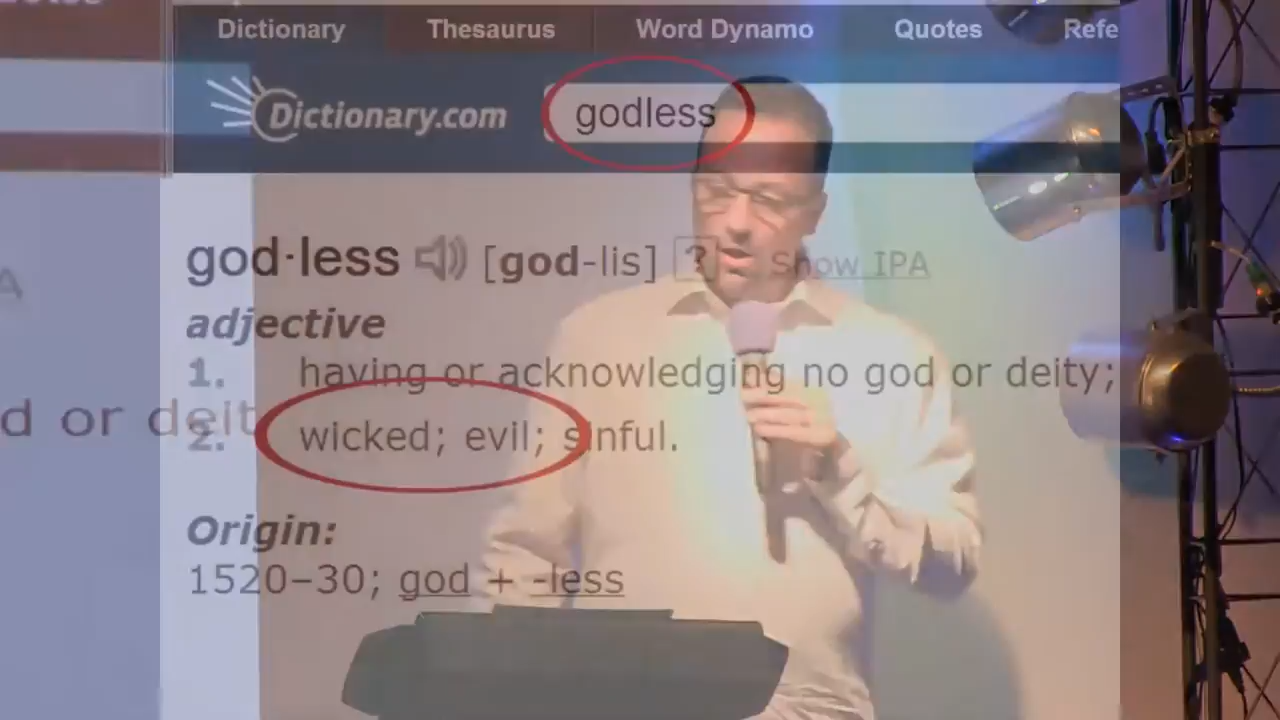 Dictionary Thesaurus Word Dynamo Quotes Refe
Dictionary.com godless
god·less [god-lis] ? Show IPA
adjective
1. having or acknowledging no god or deity;
d or deit
2. wicked; evil; sinful.
Origin:
1520–30; god + -less